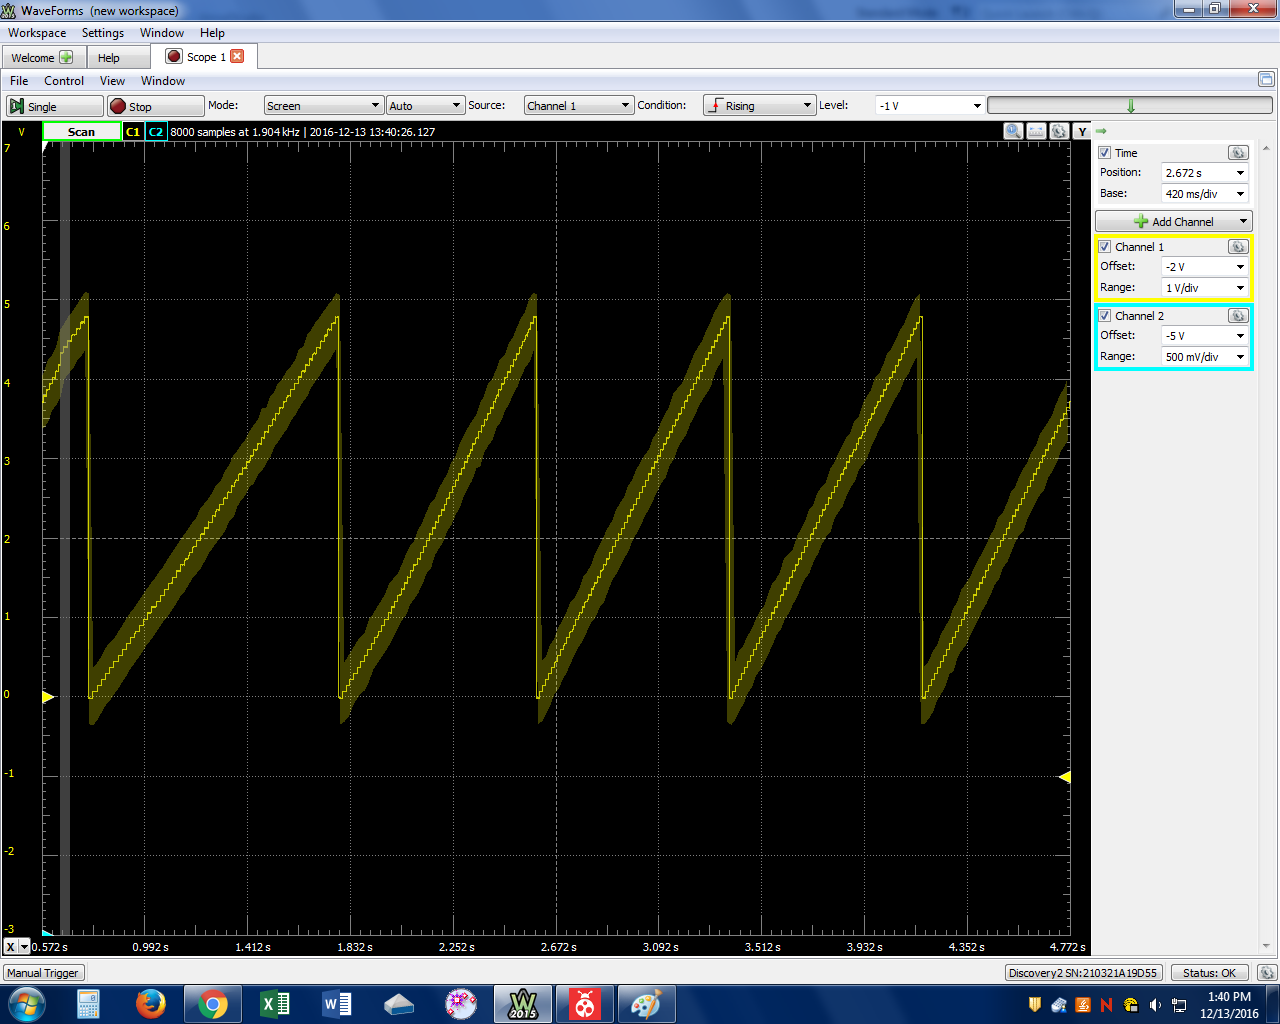 WaveForms (new workspace)
Workspace Settings Window Help
Welcome Help Scope 1
File Control View Window
Single Stop Mode: Screen Auto Source: Channel 1 Condition: Rising Level: -1 V
V Scan C1 C2 8000 samples at 1.904 kHz | 2016-12-13 13:40:26.127 Y
7
6
5
4
3
2
1
0
-1
-2
-3
X 0.572 s 0.992 s 1.412 s 1.832 s 2.252 s 2.672 s 3.092 s 3.512 s 3.932 s 4.352 s 4.772 s
Time
Position: 2.672 s
Base: 420 ms/div
Add Channel
Channel 1
Offset: -2 V
Range: 1 V/div
Channel 2
Offset: -5 V
Range: 500 mV/div
Manual Trigger Discovery2 SN:210321A19D55 Status: OK
W 2015
1:40 PM
12/13/2016